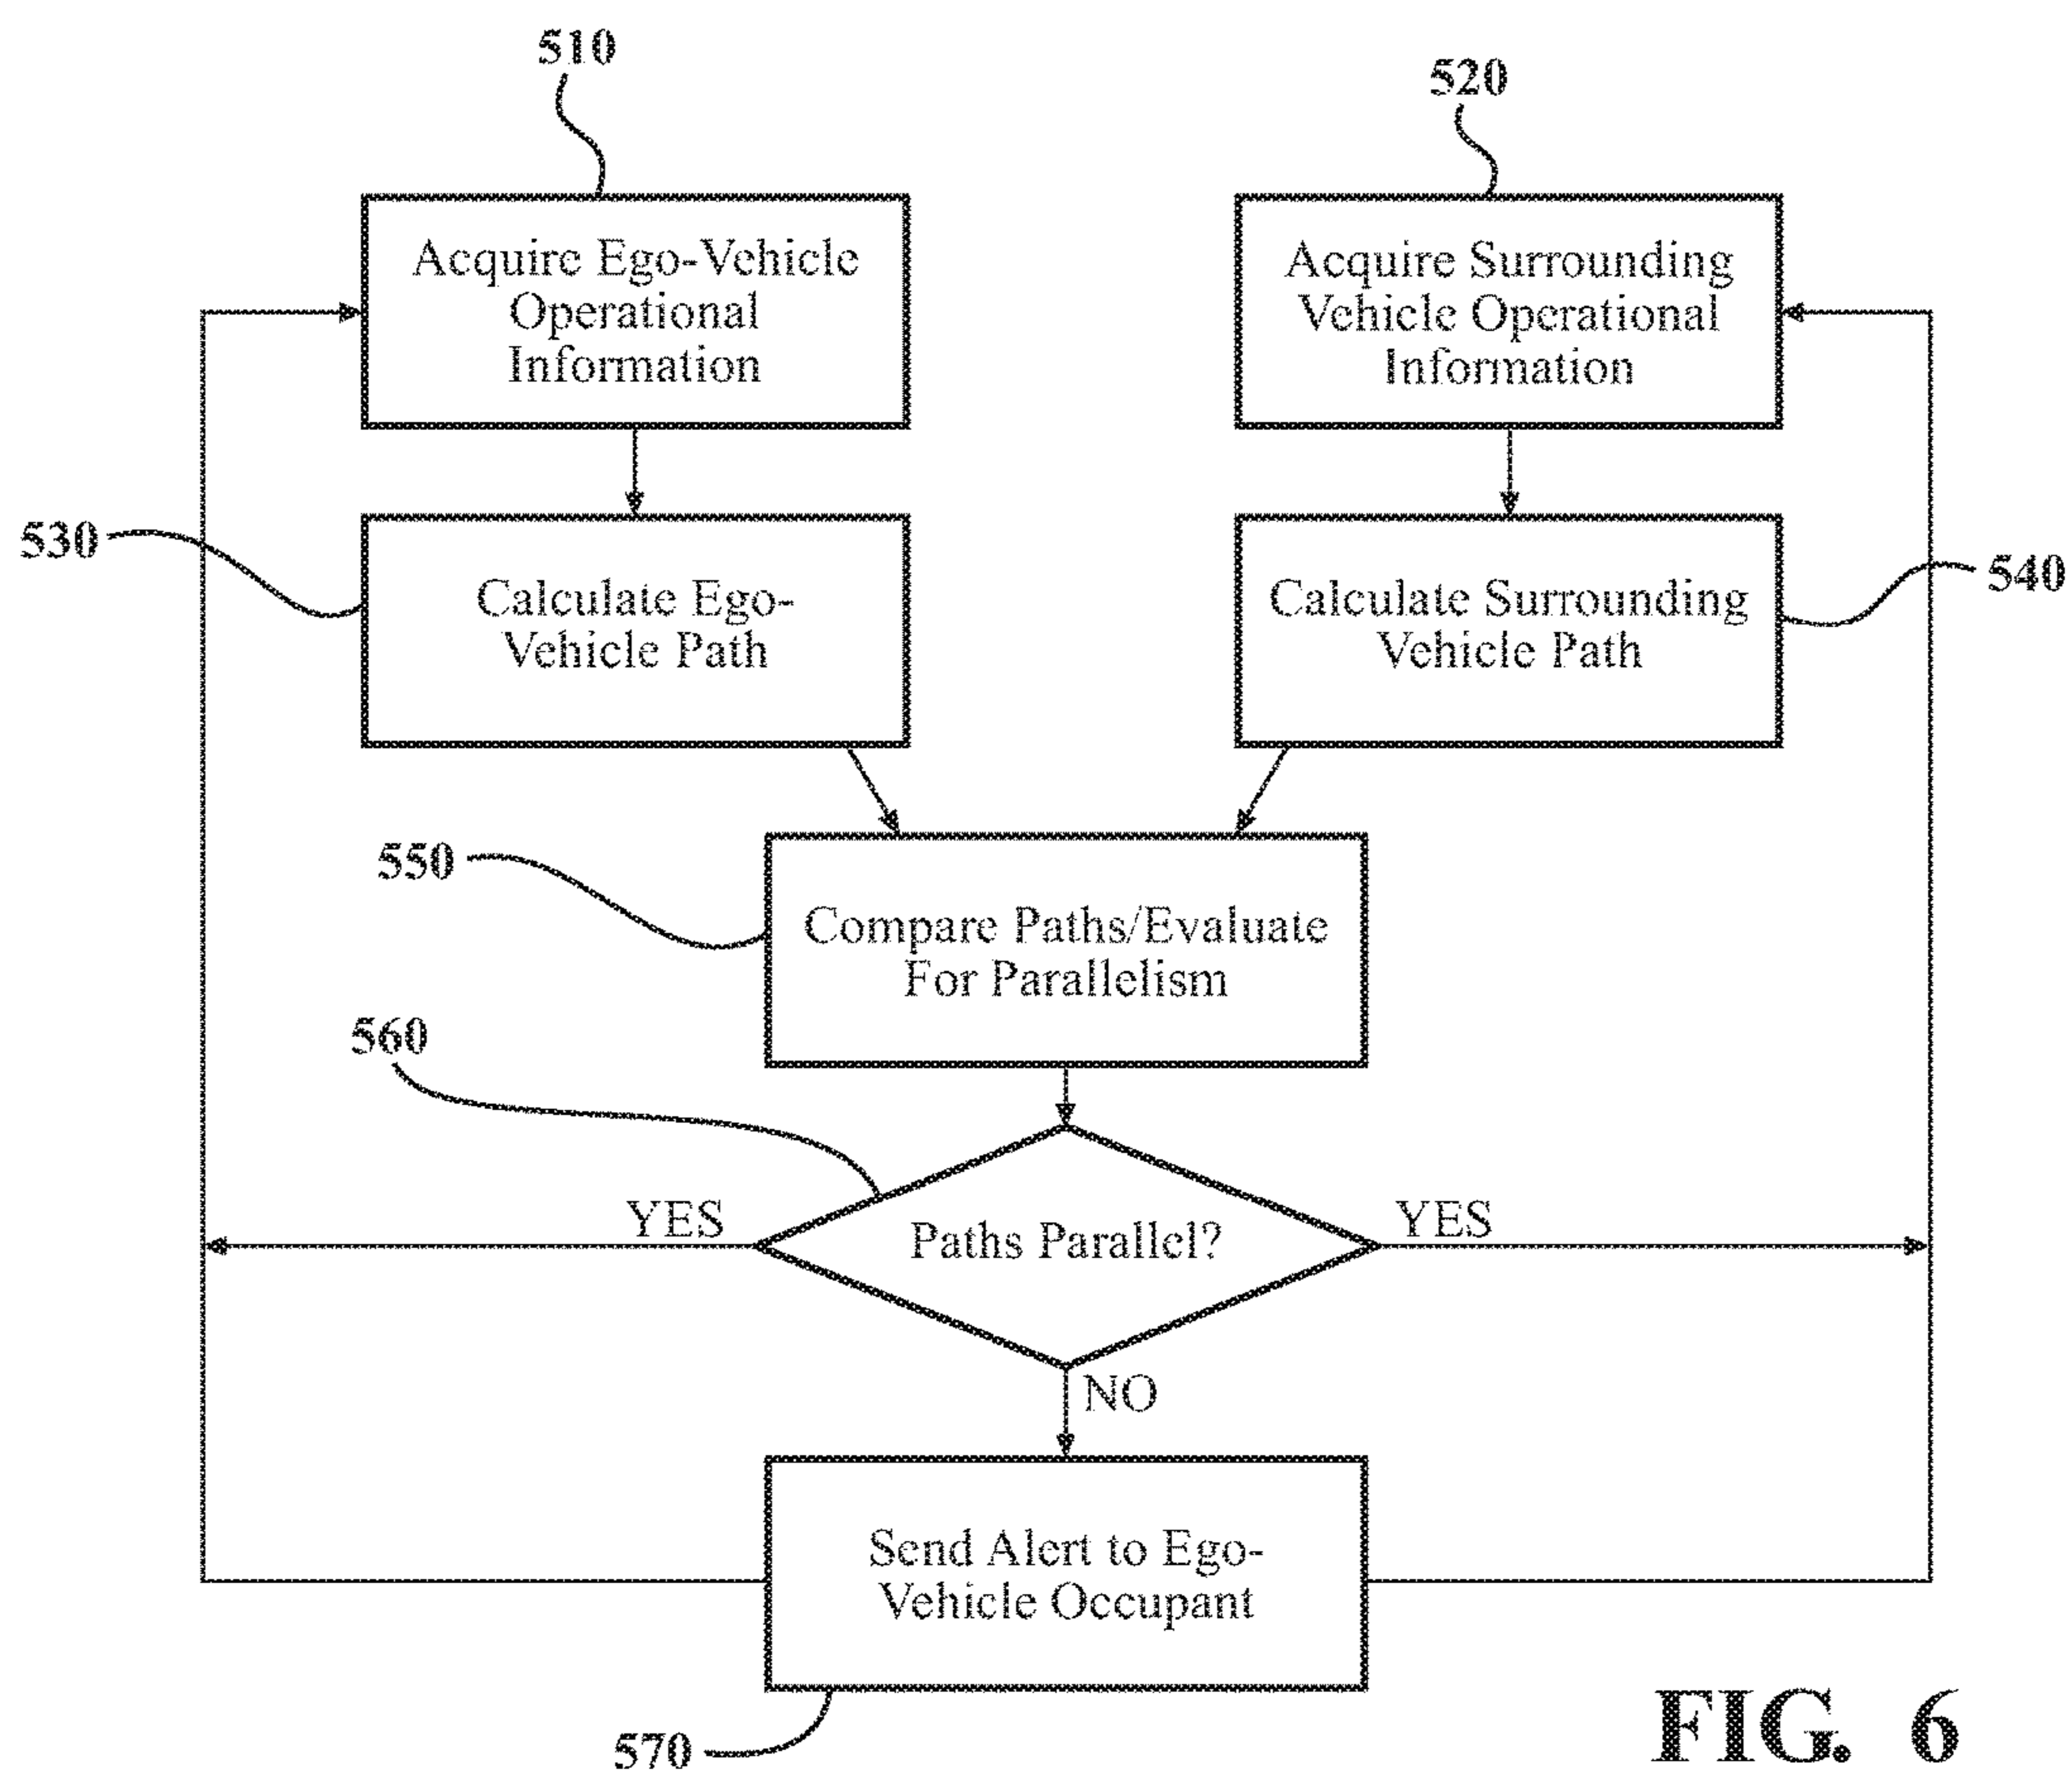 510
520
Acquire Ego-Vehicle
Operational
Information
Acquire Surrounding
Vehicle Operational
Information
530
Calculate Ego-
Vehicle Path
Calculate Surrounding
Vehicle Path
540
550
Compare Paths/Evaluate
For Parallelism
560
YES
Paths Parallel?
YES
NO
Send Alert to Ego-
Vehicle Occupant
570
FIG. 6